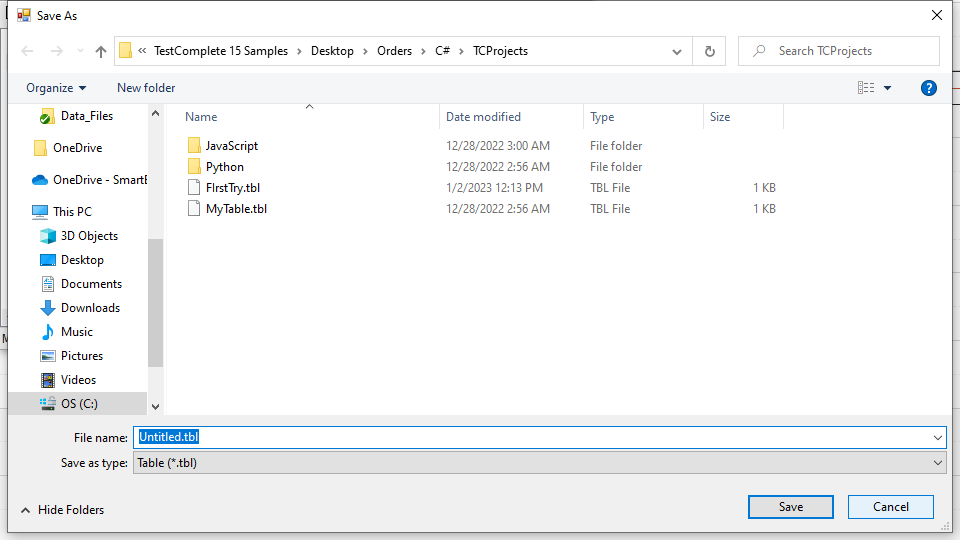 Save As
« TestComplete 15 Samples > Desktop > Orders > C# > TCProjects
Search TCProjects
Organize
New folder
?
Name
Date modified
Type
Size
Data_Files
OneDrive
OneDrive - SmartB
This PC
3D Objects
Desktop
Documents
Downloads
Music
Pictures
Videos
OS (C:)
JavaScript 12/28/2022 3:00 AM File folder
Python 12/28/2022 2:56 AM File folder
FIrstTry.tbl 1/2/2023 12:13 PM TBL File 1 KB
MyTable.tbl 12/28/2022 2:56 AM TBL File 1 KB
File name: Untitled.tbl
Save as type: Table (*.tbl)
Hide Folders
Save
Cancel